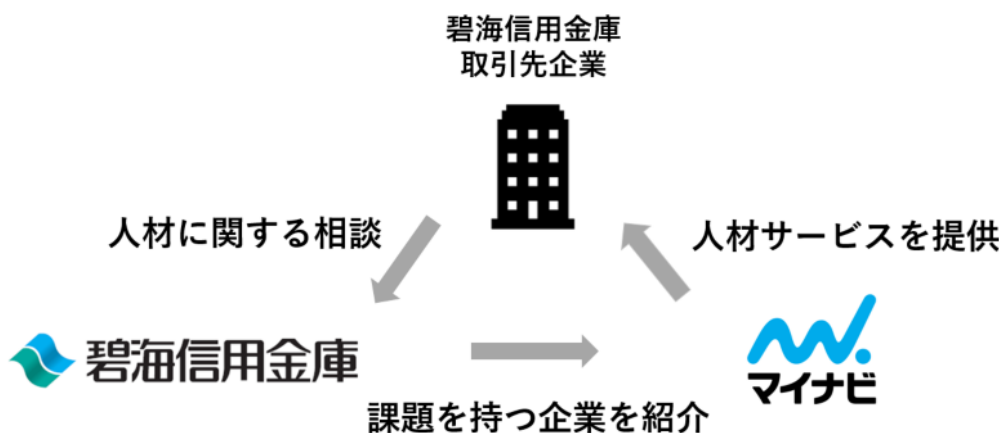 碧海信用金庫
取引先企業
人材に関する相談
人材サービスを提供
碧海信用金庫
マイナビ
課題を持つ企業を紹介